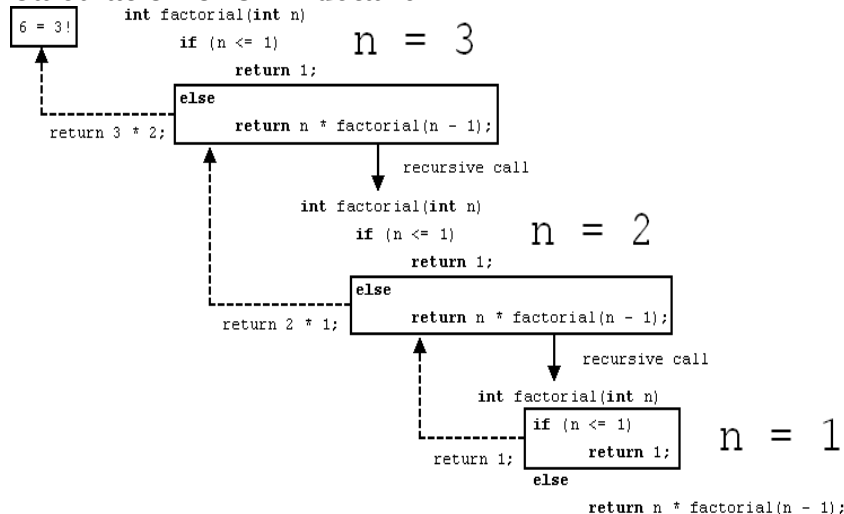 6 = 3!
int factorial(int n)
if (n <= 1)
n = 3
return 1;
else
return n * factorial(n - 1);
return 3 * 2;
recursive call
int factorial(int n)
if (n <= 1)
n = 2
return 1;
else
return n * factorial(n - 1);
return 2 * 1;
recursive call
int factorial(int n)
if (n <= 1)
n = 1
return 1;
return 1;
else
return n * factorial(n - 1);